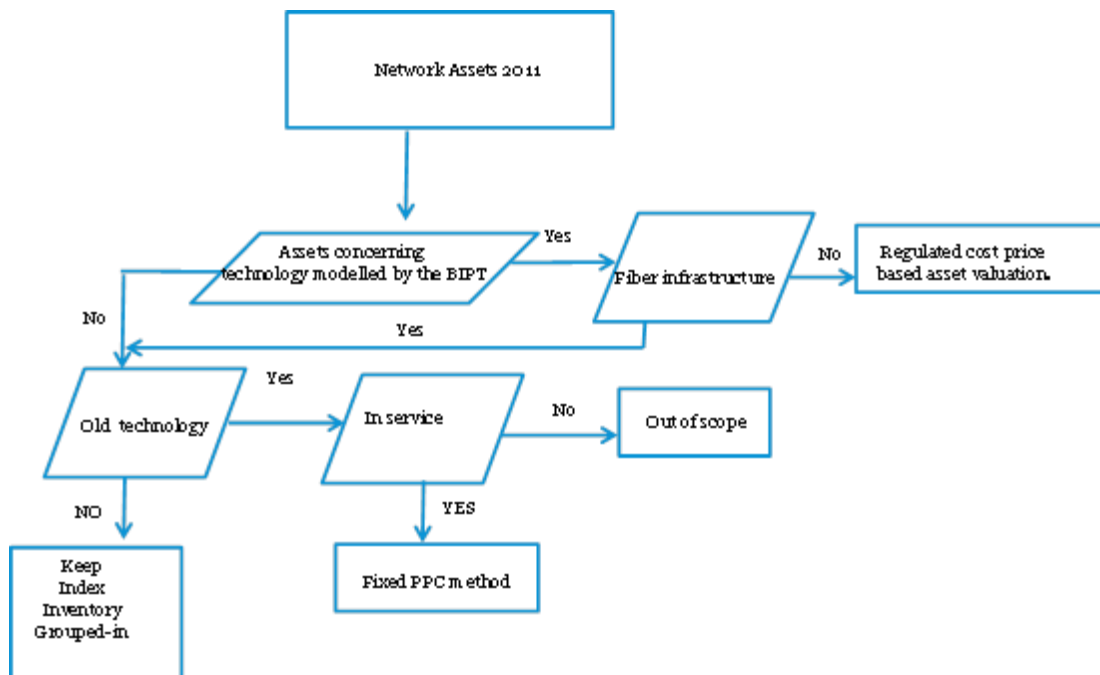 Network Assets 2011
Assets concerning
technology modelled by the BIPT
Yes
Fiber infrastructure
No
Regulated cost price
based asset valuation.
No
Yes
Old technology
Yes
In service
No
Out of scope
NO
YES
Keep
Index
Inventory
Grouped-in
Fixed PPC method